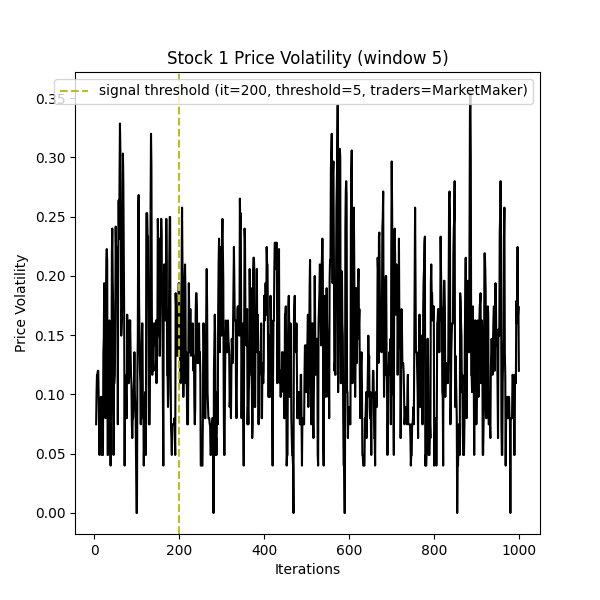 Stock 1 Price Volatility (window 5)
signal threshold (it=200, threshold=5, traders=MarketMaker)
0.35
0.30
0.25
0.20
0.15
0.10
0.05
0.00
Price Volatility
0 200 400 600 800 1000
Iterations